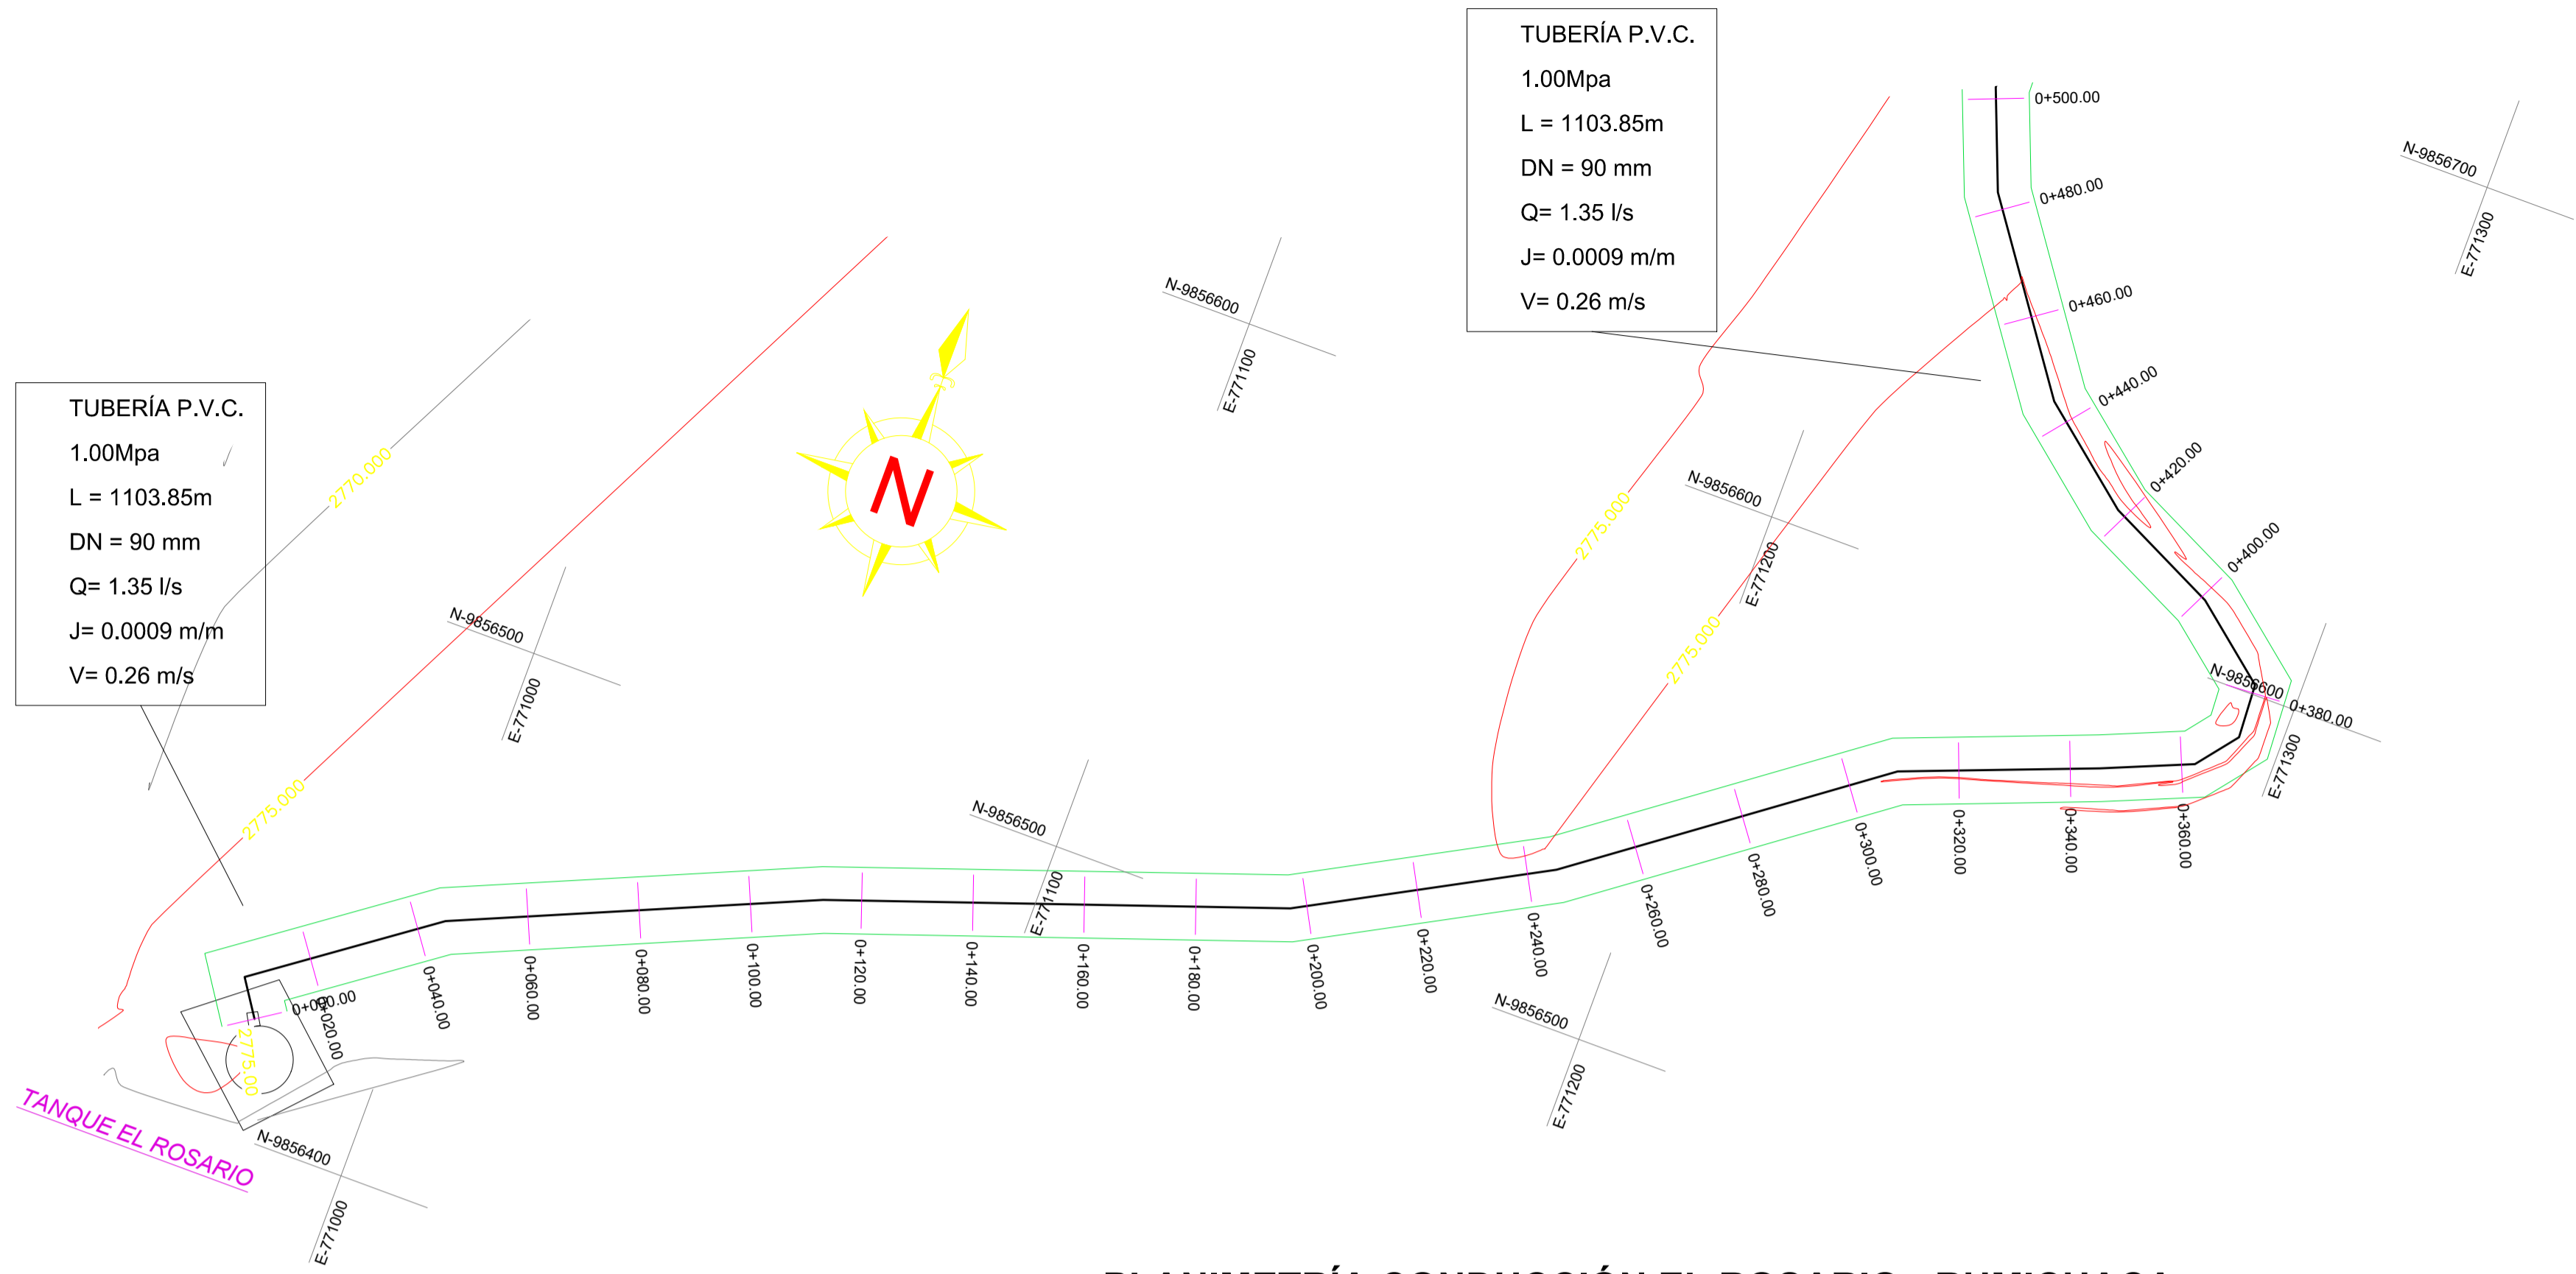 TUBERÍA P.V.C.
1.00Mpa
L = 1103.85m
DN = 90 mm
Q= 1.35 l/s
J= 0.0009 m/m
V= 0.26 m/s
TUBERÍA P.V.C.
1.00Mpa
L = 1103.85m
DN = 90 mm
Q= 1.35 l/s
J= 0.0009 m/m
V= 0.26 m/s
2770.000
2775.000
2775.000
2775.000
2775.00
N
N-9856500
E-771000
N-9856600
E-771100
N-9856600
E-771200
N-9856700
E-771300
N-9856600
E-771300
N-9856500
E-771100
N-9856500
E-771200
N-9856400
E-771000
TANQUE EL ROSARIO
0+000.00
0+020.00
0+040.00
0+060.00
0+080.00
0+100.00
0+120.00
0+140.00
0+160.00
0+180.00
0+200.00
0+220.00
0+240.00
0+260.00
0+280.00
0+300.00
0+320.00
0+340.00
0+360.00
0+380.00
0+400.00
0+420.00
0+440.00
0+460.00
0+480.00
0+500.00